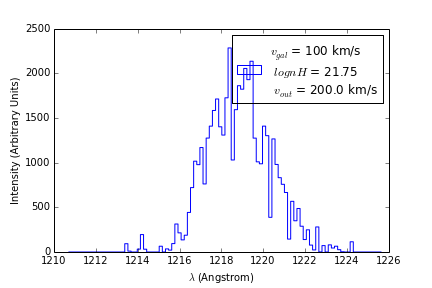 2500
2000
1500
1000
500
0
Intensity (Arbitrary Units)
v_gal = 100 km/s
lognH = 21.75
v_out = 200.0 km/s
1210 1212 1214 1216 1218 1220 1222 1224 1226
λ (Angstrom)